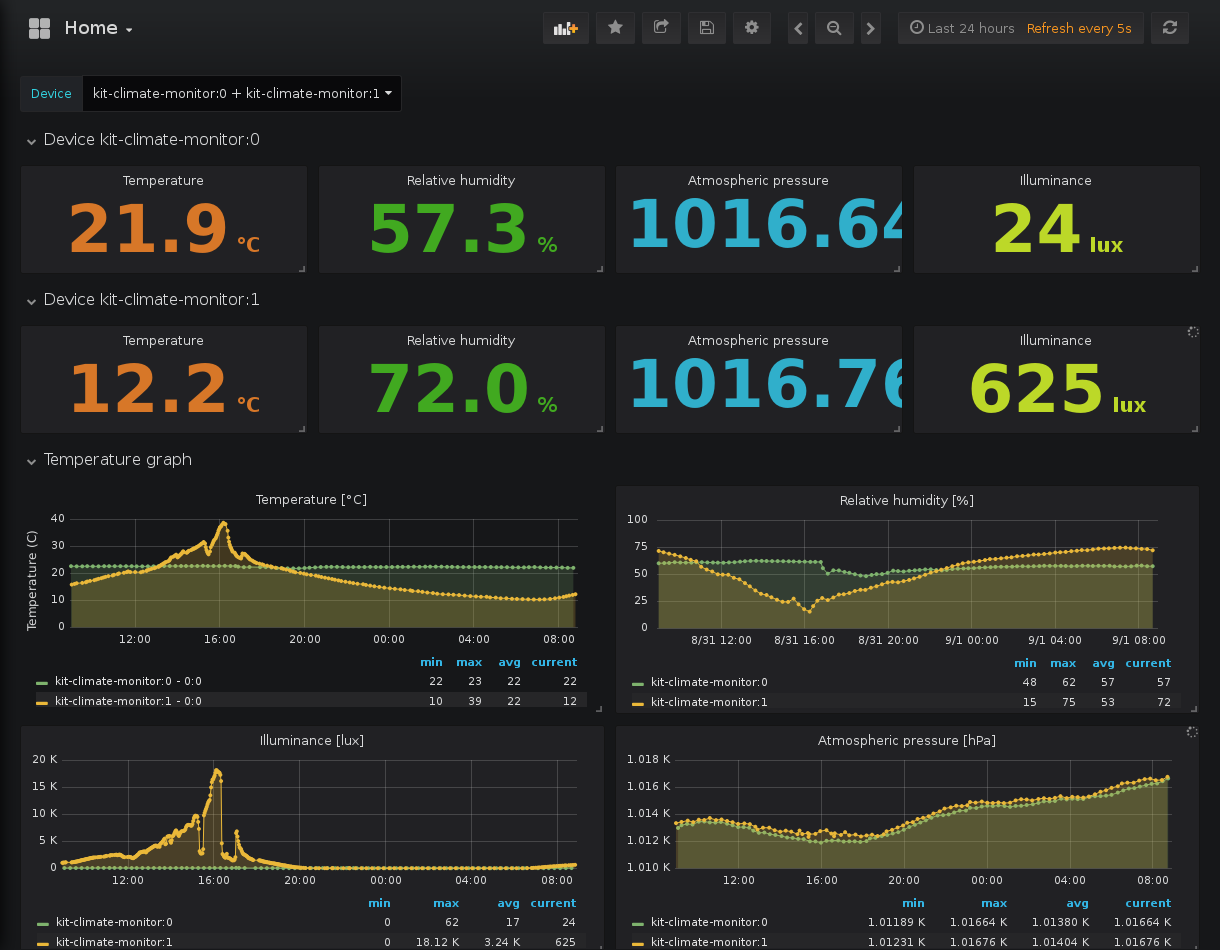 Home
Last 24 hours Refresh every 5s
Device kit-climate-monitor:0 + kit-climate-monitor:1
Device kit-climate-monitor:0
Temperature Relative humidity Atmospheric pressure Illuminance
21.9 °C 57.3 % 1016.64 24 lux
Device kit-climate-monitor:1
Temperature Relative humidity Atmospheric pressure Illuminance
12.2 °C 72.0 % 1016.76 625 lux
Temperature graph
Temperature [°C]
Temperature (C)
40
30
20
10
0
12:00 16:00 20:00 00:00 04:00 08:00
min max avg current
kit-climate-monitor:0 - 0:0 22 23 22 22
kit-climate-monitor:1 - 0:0 10 39 22 12
Relative humidity [%]
100
75
50
25
0
8/31 12:00 8/31 16:00 8/31 20:00 9/1 00:00 9/1 04:00 9/1 08:00
min max avg current
kit-climate-monitor:0 48 62 57 57
kit-climate-monitor:1 15 75 53 72
Illuminance [lux]
20 K
15 K
10 K
5 K
0
12:00 16:00 20:00 00:00 04:00 08:00
min max avg current
kit-climate-monitor:0 0 62 17 24
kit-climate-monitor:1 0 18.12 K 3.24 K 625
Atmospheric pressure [hPa]
1.018 K
1.016 K
1.014 K
1.012 K
1.010 K
12:00 16:00 20:00 00:00 04:00 08:00
min max avg current
kit-climate-monitor:0 1.01189 K 1.01664 K 1.01380 K 1.01664 K
kit-climate-monitor:1 1.01231 K 1.01676 K 1.01404 K 1.01676 K